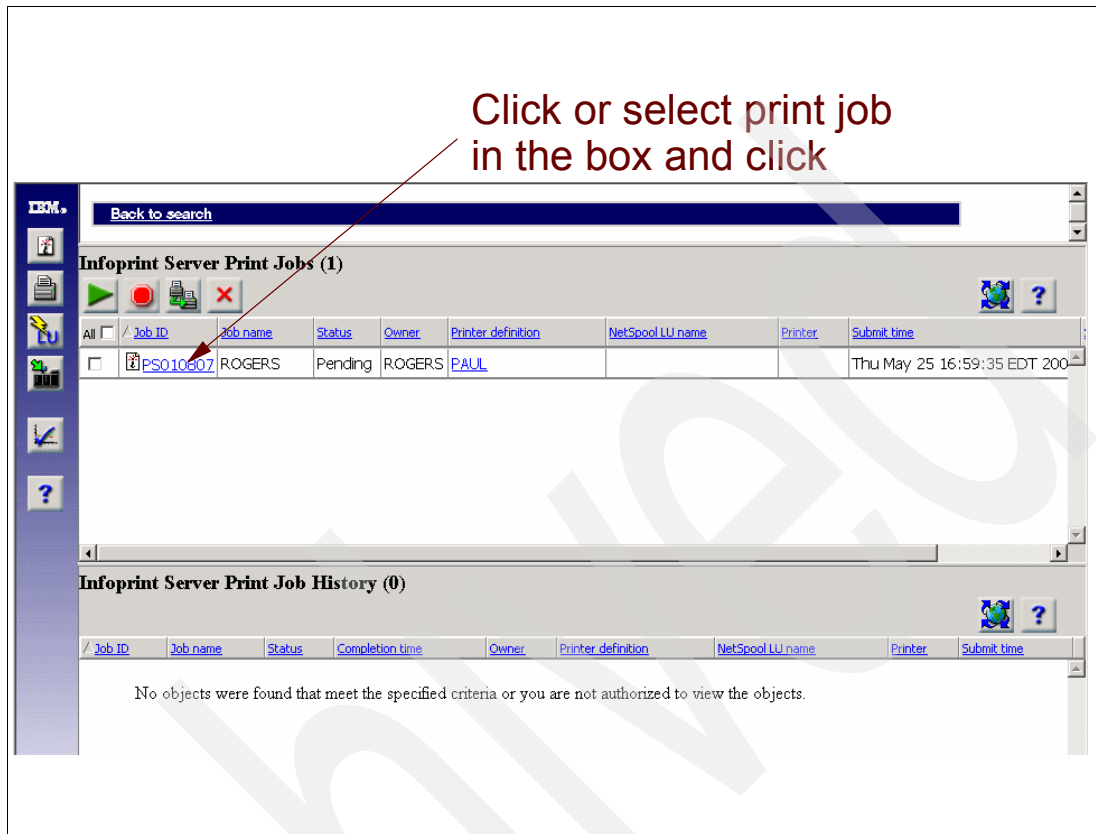 Click or select print job
in the box and click
IBM®
Back to search
Infoprint Server Print Jobs (1)
?
All Job ID Job name Status Owner Printer definition NetSpool LU name Printer Submit time
PS010807 ROGERS Pending ROGERS PAUL Thu May 25 16:59:35 EDT 200
LU
?
Infoprint Server Print Job History (0)
?
Job ID Job name Status Completion time Owner Printer definition NetSpool LU name Printer Submit time
No objects were found that meet the specified criteria or you are not authorized to view the objects.